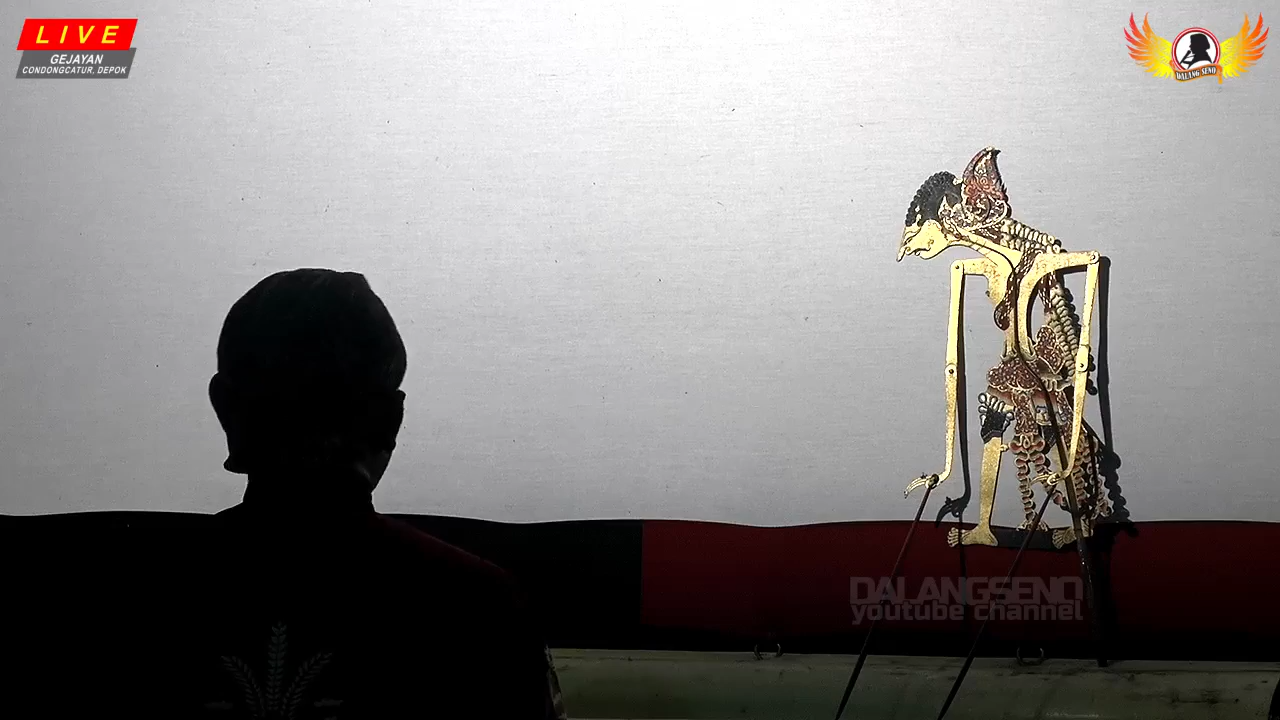 LIVE
GEJAYAN
CONDONGCATUR, DEPOK
DALANG SENO
DALANGSENO
youtube channel